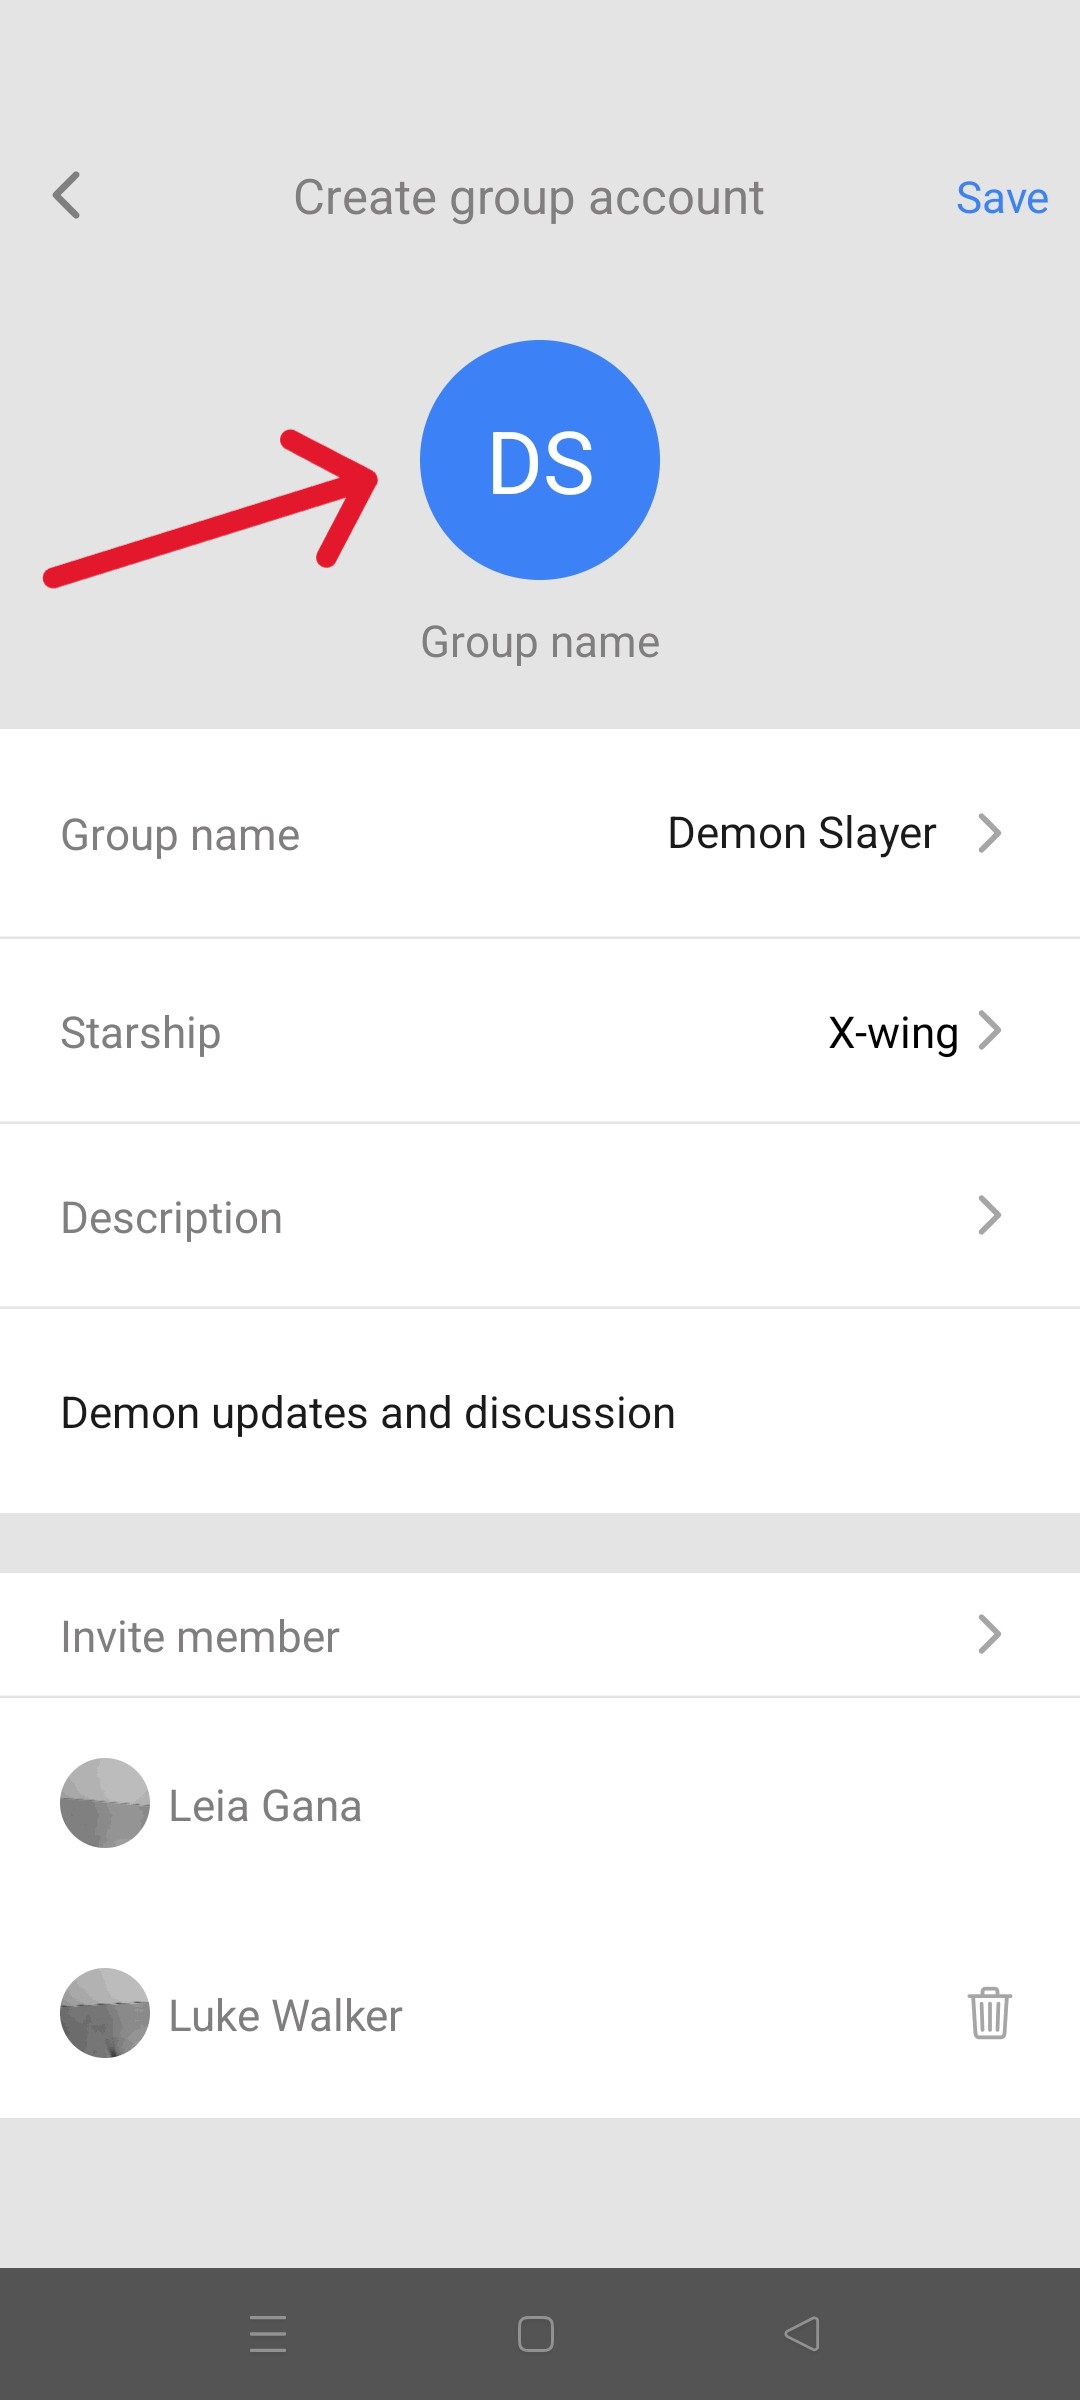 Create group account
Save
DS
Group name
Group name
Demon Slayer
Starship
X-wing
Description
Demon updates and discussion
Invite member
Leia Gana
Luke Walker